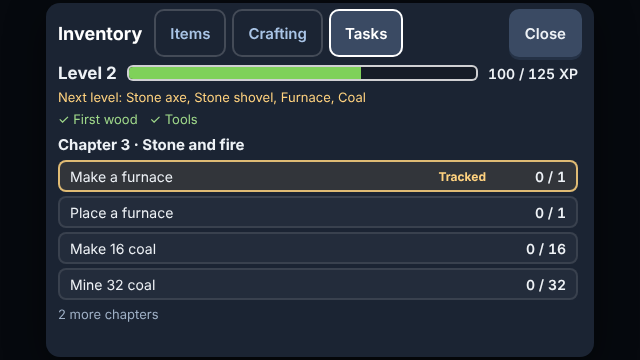 Inventory Items Crafting Tasks Close
Level 2 100 / 125 XP
Next level: Stone axe, Stone shovel, Furnace, Coal
✓ First wood ✓ Tools
Chapter 3 · Stone and fire
Make a furnace Tracked 0 / 1
Place a furnace 0 / 1
Make 16 coal 0 / 16
Mine 32 coal 0 / 32
2 more chapters